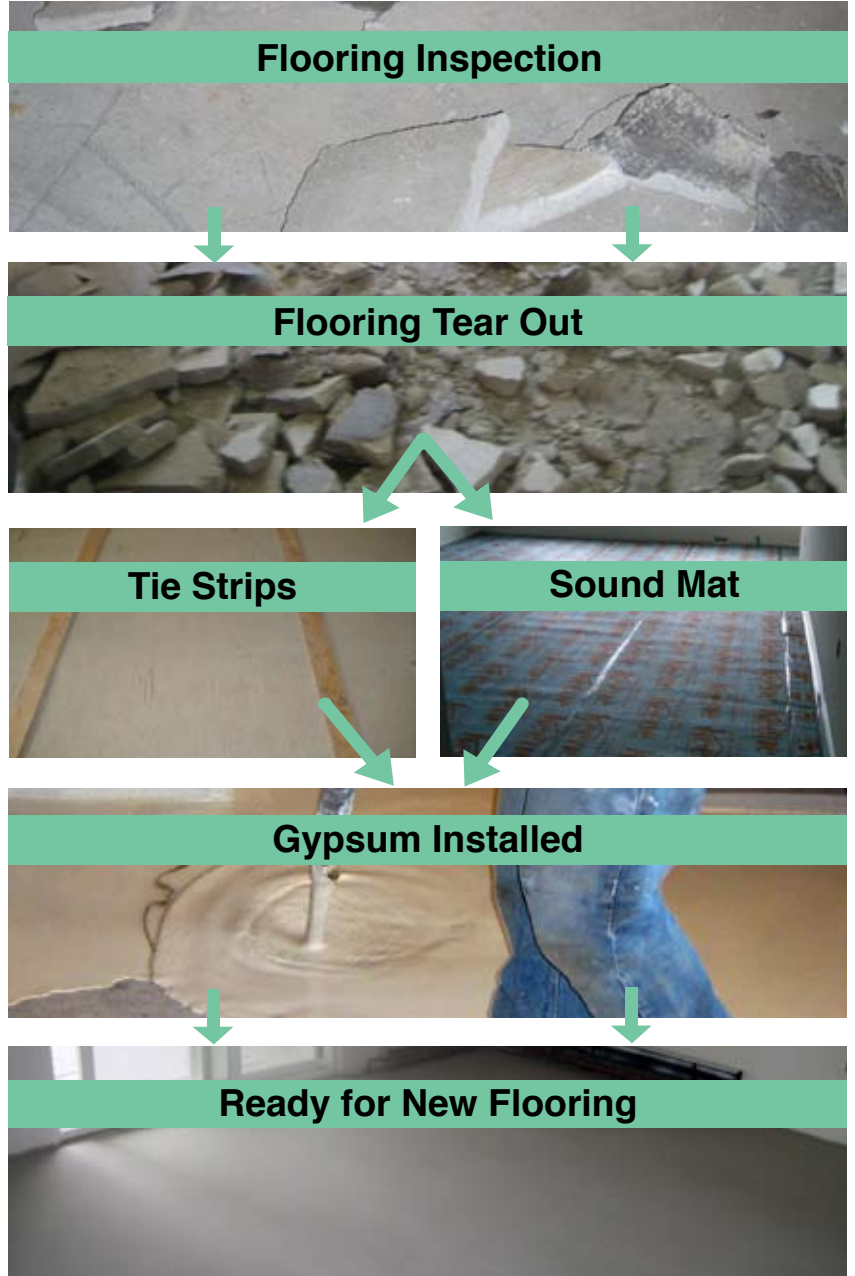 Flooring Inspection
Flooring Tear Out
Tie Strips
Sound Mat
Gypsum Installed
Ready for New Flooring